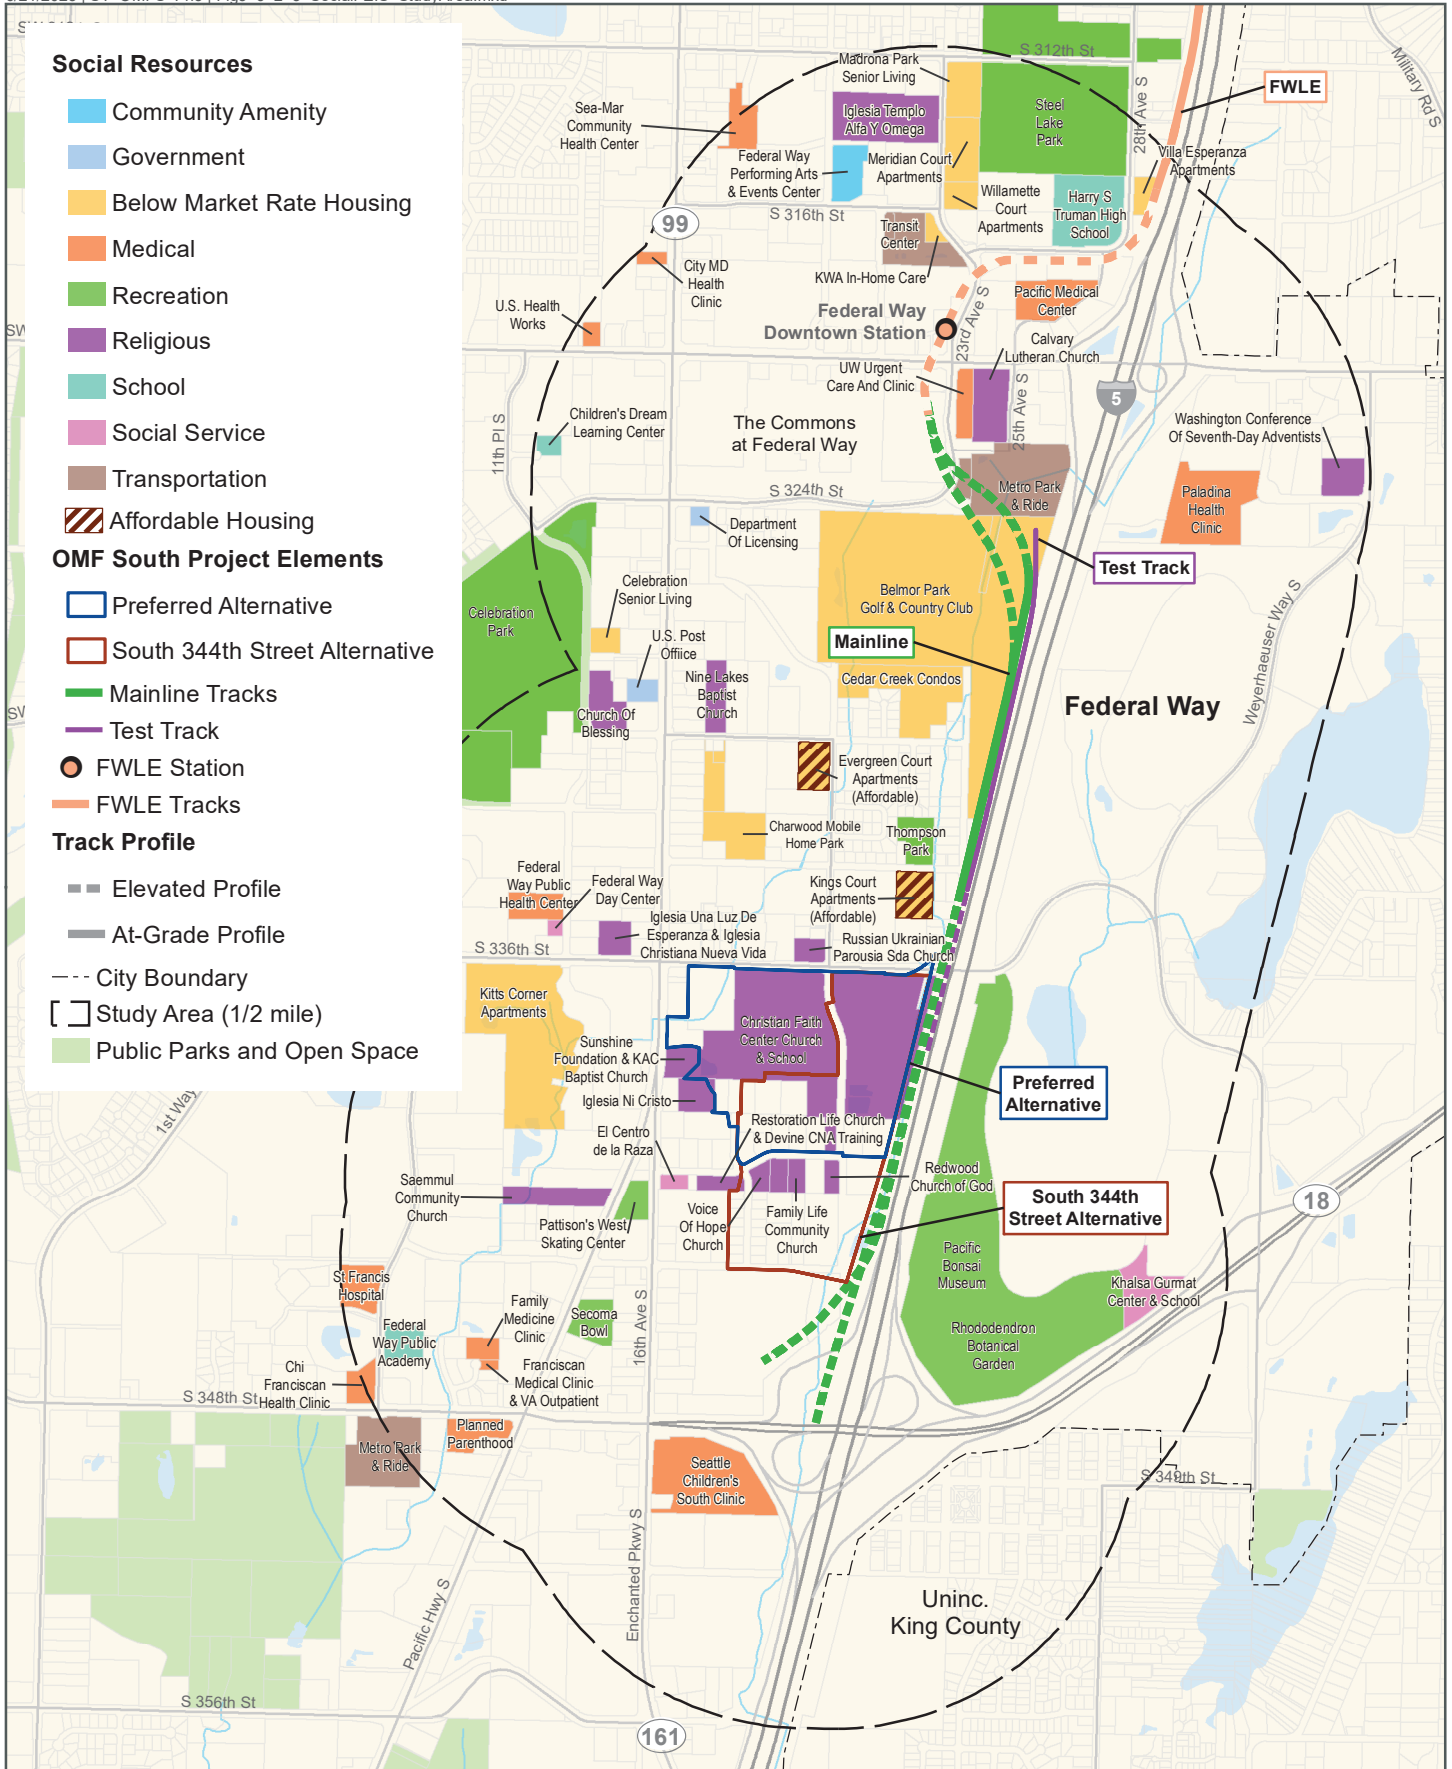 Social Resources
Community Amenity
Government
Below Market Rate Housing
Medical
Recreation
Religious
School
Social Service
Transportation
Affordable Housing
OMF South Project Elements
Preferred Alternative
South 344th Street Alternative
Mainline Tracks
Test Track
FWLE Station
FWLE Tracks
Track Profile
Elevated Profile
At-Grade Profile
City Boundary
Study Area (1/2 mile)
Public Parks and Open Space
S 312th St
Military Rd S
28th Ave S
FWLE
Madrona Park
Senior Living
Sea-Mar
Community
Health Center
Iglesia Templo
Alfa Y Omega
Steel
Lake
Park
Federal Way
Performing Arts
& Events Center
Meridian Court
Apartments
Villa Esperanza
Apartments
Willamette
Court
Apartments
Harry S
Truman High
School
S 316th St
99
Transit
Center
KWA In-Home Care
City MD
Health
Clinic
U.S. Health
Works
Federal Way
Downtown Station
23rd Ave S
Pacific Medical
Center
Calvary
Lutheran Church
UW Urgent
Care And Clinic
25th Ave S
5
11th Pl S
Children's Dream
Learning Center
The Commons
at Federal Way
Washington Conference
Of Seventh-Day Adventists
S 324th St
Metro Park
& Ride
Paladina
Health
Clinic
Department
Of Licensing
Test Track
Celebration
Park
Celebration
Senior Living
Belmor Park
Golf & Country Club
Mainline
U.S. Post
Office
Nine Lakes
Baptist
Church
Cedar Creek Condos
Church Of
Blessing
Federal Way
Weyerhaeuser Way S
Evergreen Court
Apartments
(Affordable)
Charwood Mobile
Home Park
Thompson
Park
Federal
Way Public
Health Center
Federal Way
Day Center
Kings Court
Apartments
(Affordable)
Iglesia Una Luz De
Esperanza & Iglesia
Christiana Nueva Vida
Russian Ukrainian
Parousia Sda Church
S 336th St
Kitts Corner
Apartments
Christian Faith
Center Church
& School
Sunshine
Foundation & KAC
Baptist Church
Iglesia Ni Cristo
Preferred
Alternative
1st Way
El Centro
de la Raza
Restoration Life Church
& Devine CNA Training
Saemmul
Community
Church
Redwood
Church of God
South 344th
Street Alternative
18
Pattison's West
Skating Center
Voice
Of Hope
Church
Family Life
Community
Church
Pacific
Bonsai
Museum
Khalsa Gurmat
Center & School
St Francis
Hospital
Federal
Way Public
Academy
Family
Medicine
Clinic
Secoma
Bowl
16th Ave S
Rhododendron
Botanical
Garden
Chi
Franciscan
Health Clinic
Franciscan
Medical Clinic
& VA Outpatient
S 348th St
Metro Park
& Ride
Planned
Parenthood
Seattle
Children's
South Clinic
S 349th St
Enchanted Pkwy S
Pacific Hwy S
Uninc.
King County
S 356th St
161